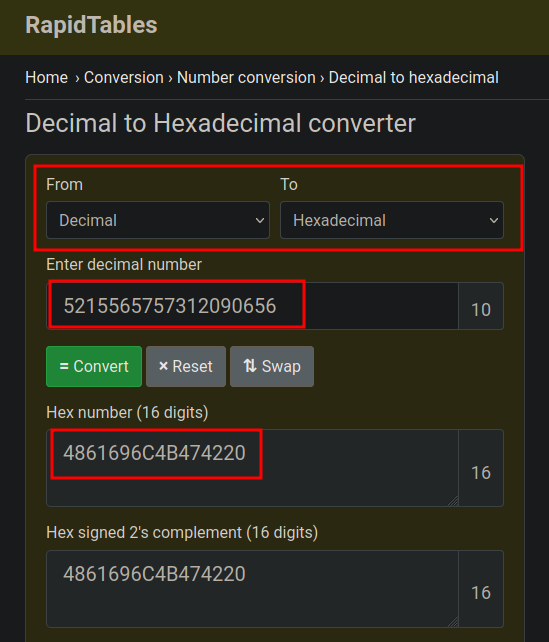 RapidTables
Home › Conversion › Number conversion › Decimal to hexadecimal
Decimal to Hexadecimal converter
From To
Decimal Hexadecimal
Enter decimal number
5215565757312090656 10
= Convert × Reset ⇅ Swap
Hex number (16 digits)
4861696C4B474220 16
Hex signed 2's complement (16 digits)
4861696C4B474220 16